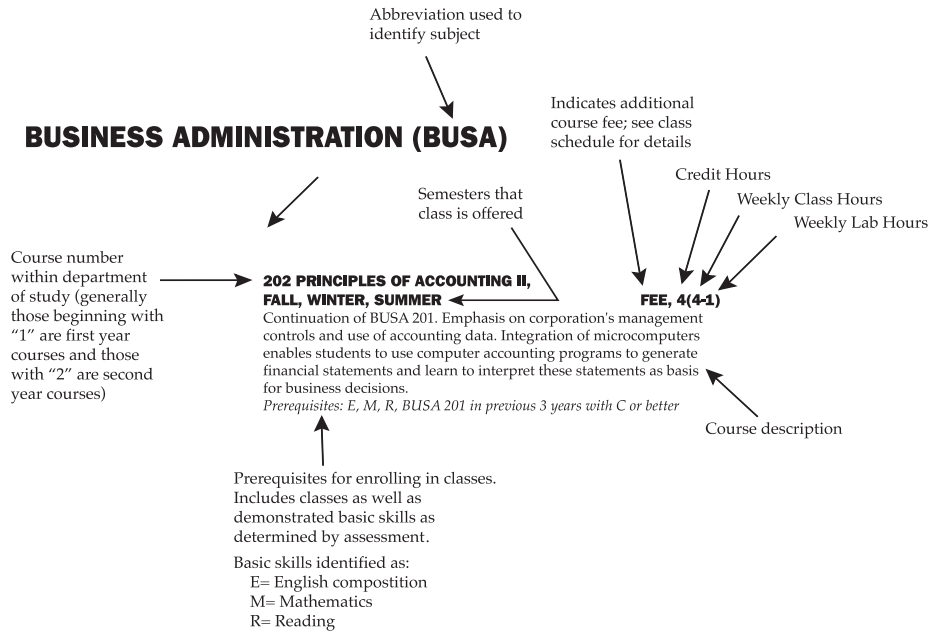 Abbreviation used to
identify subject
BUSINESS ADMINISTRATION (BUSA)
Indicates additional
course fee; see class
schedule for details
Credit Hours
Weekly Class Hours
Weekly Lab Hours
Semesters that
class is offered
Course number
within department
of study (generally
those beginning with
“1” are first year
courses and those
with “2” are second
year courses)
202 PRINCIPLES OF ACCOUNTING II,
FALL, WINTER, SUMMER FEE, 4(4-1)
Continuation of BUSA 201. Emphasis on corporation's management
controls and use of accounting data. Integration of microcomputers
enables students to use computer accounting programs to generate
financial statements and learn to interpret these statements as basis
for business decisions.
Prerequisites: E, M, R, BUSA 201 in previous 3 years with C or better
Course description
Prerequisites for enrolling in classes.
Includes classes as well as
demonstrated basic skills as
determined by assessment.
Basic skills identified as:
E= English compostition
M= Mathematics
R= Reading